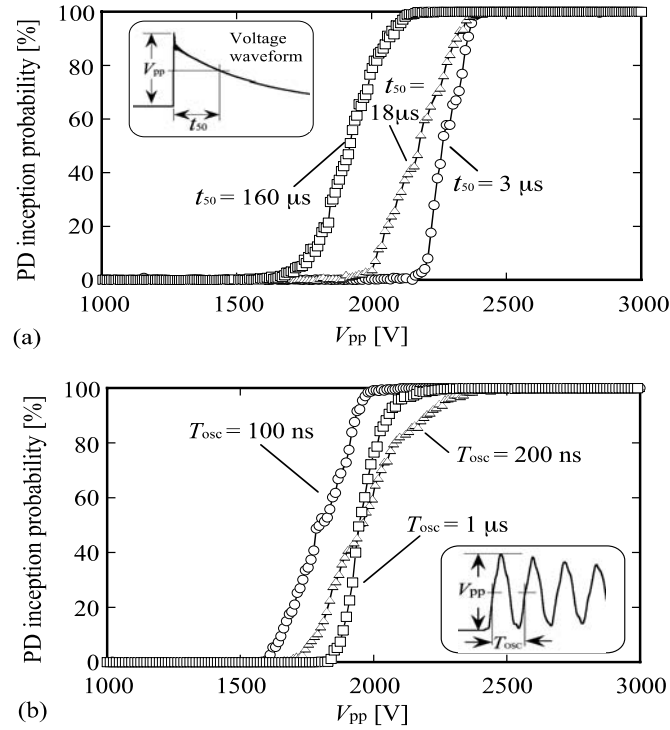 PD inception probability [%]
100
80
60
40
20
0
Voltage
waveform
Vpp
t50
t50 =
18μs
t50 = 160 μs
t50 = 3 μs
1000
1500
2000
2500
3000
(a)
Vpp [V]
PD inception probability [%]
100
80
60
40
20
0
Tosc = 100 ns
Tosc = 200 ns
Tosc = 1 μs
Vpp
Tosc
1000
1500
2000
2500
3000
(b)
Vpp [V]